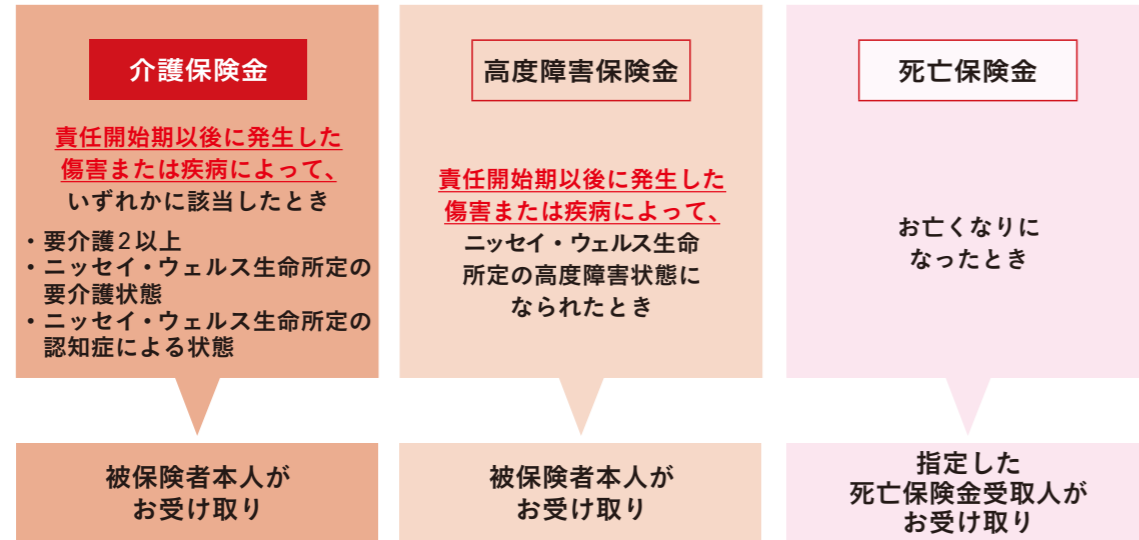 介護保険金
責任開始期以後に発生した
傷害または疾病によって、
いずれかに該当したとき
・要介護2以上
・ニッセイ・ウェルス生命所定の
要介護状態
・ニッセイ・ウェルス生命所定の
認知症による状態
被保険者本人が
お受け取り
高度障害保険金
責任開始期以後に発生した
傷害または疾病によって、
ニッセイ・ウェルス生命
所定の高度障害状態に
なられたとき
被保険者本人が
お受け取り
死亡保険金
お亡くなりに
なったとき
指定した
死亡保険金受取人が
お受け取り